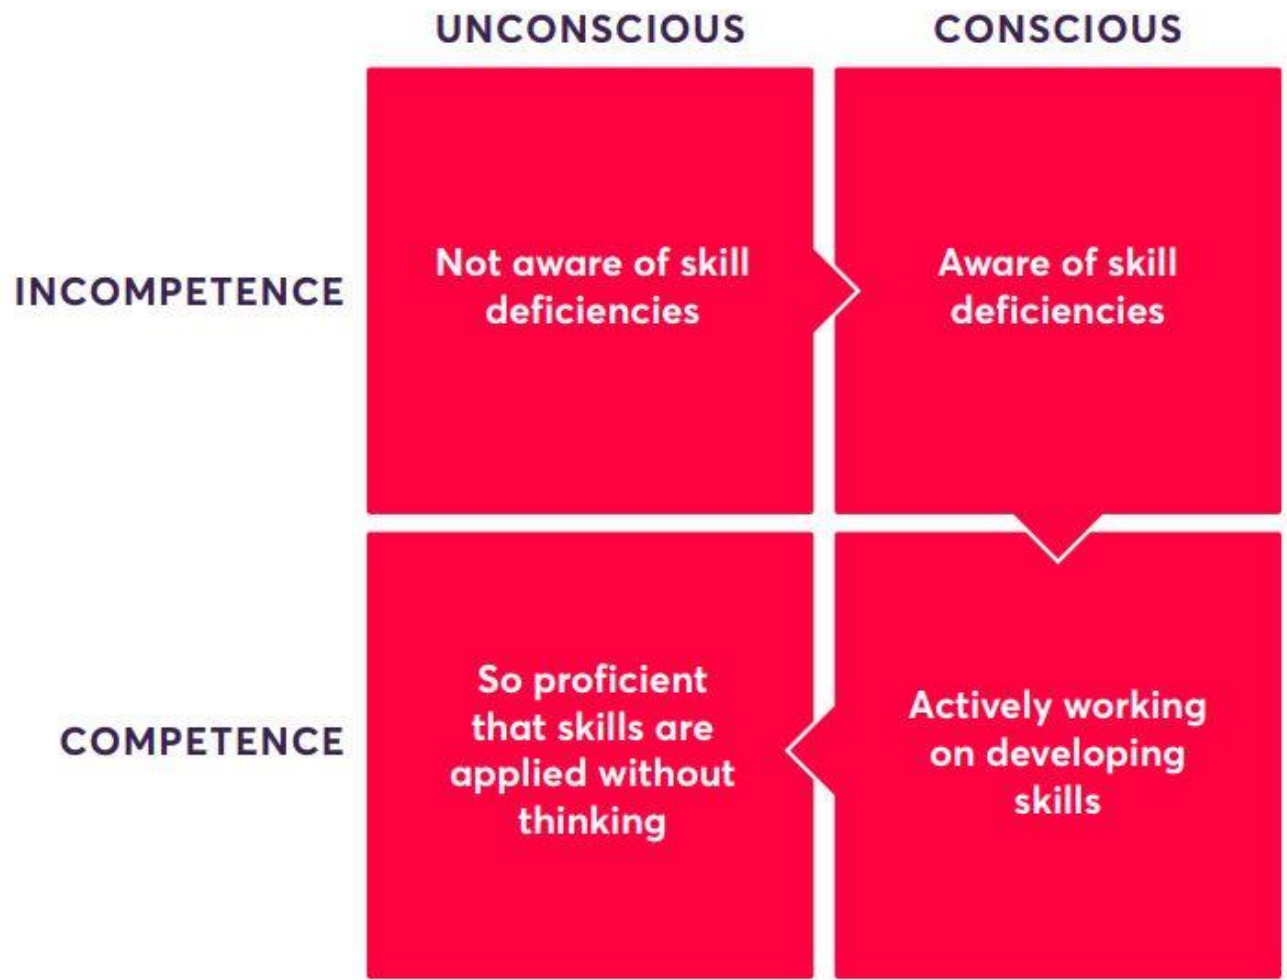 UNCONSCIOUS
CONSCIOUS
INCOMPETENCE
Not aware of skill
deficiencies
Aware of skill
deficiencies
COMPETENCE
So proficient
that skills are
applied without
thinking
Actively working
on developing
skills